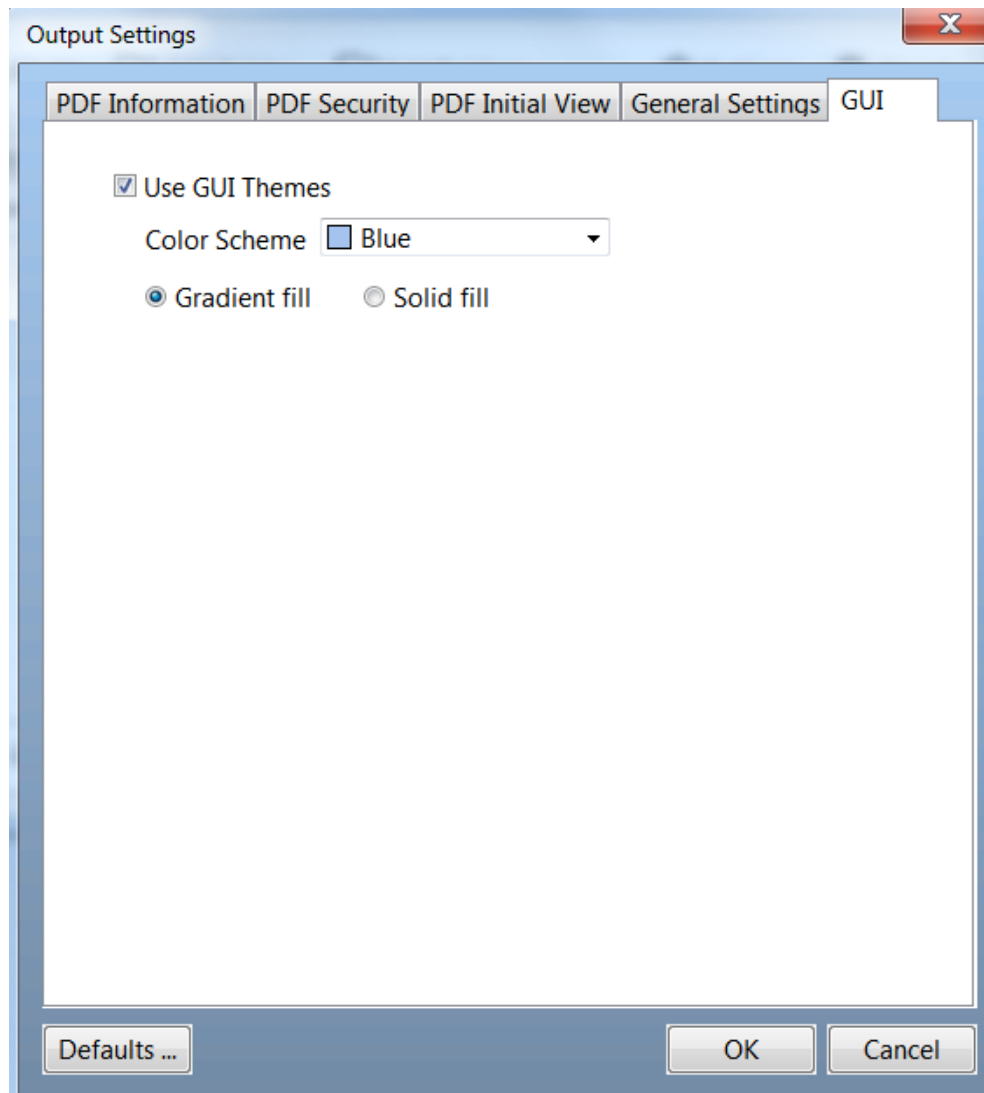 Output Settings
PDF Information PDF Security PDF Initial View General Settings GUI
Use GUI Themes
Color Scheme Blue
Gradient fill Solid fill
Defaults ... OK Cancel